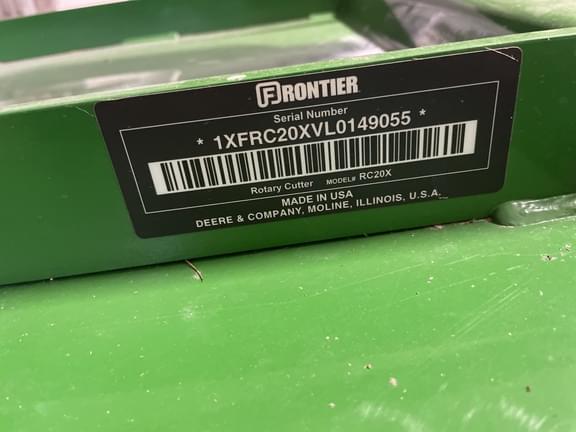 FRONTIER
Serial Number
* 1XFRC20XVL0149055 *
Rotary Cutter MODEL# RC20X
MADE IN USA
DEERE & COMPANY, MOLINE, ILLINOIS, U.S.A.